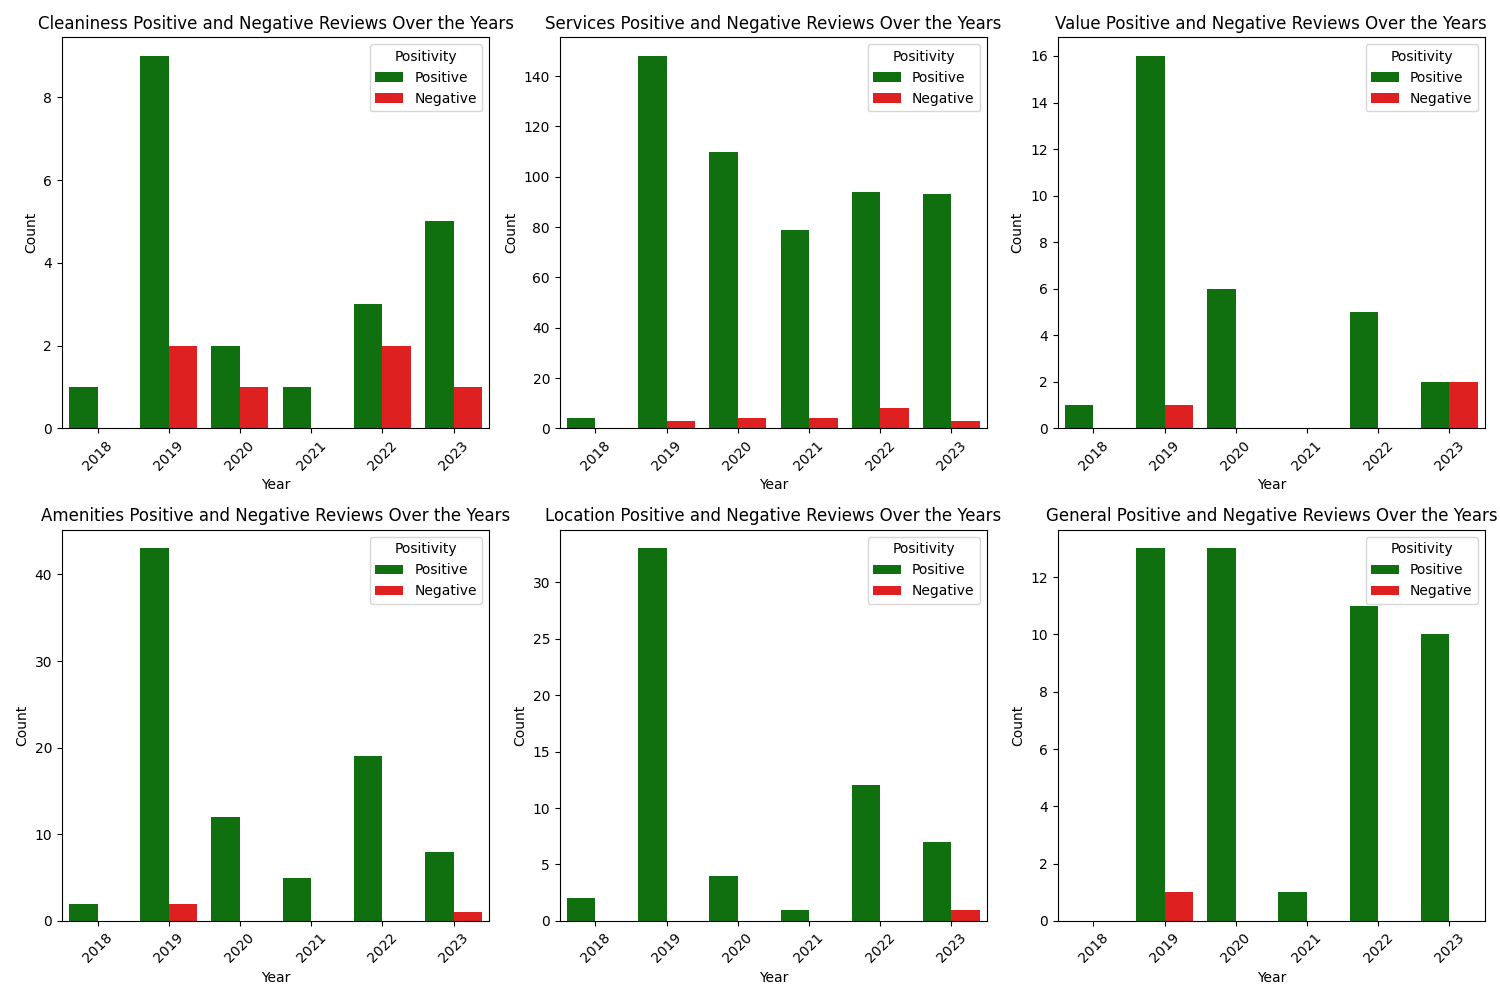 Cleaniness Positive and Negative Reviews Over the Years
Positivity
Positive
Negative
8
6
4
2
0
Count
2018
2019
2020
2021
2022
2023
Year
Services Positive and Negative Reviews Over the Years
Positivity
Positive
Negative
140
120
100
80
60
40
20
0
Count
2018
2019
2020
2021
2022
2023
Year
Value Positive and Negative Reviews Over the Years
Positivity
Positive
Negative
16
14
12
10
8
6
4
2
0
Count
2018
2019
2020
2021
2022
2023
Year
Amenities Positive and Negative Reviews Over the Years
Positivity
Positive
Negative
40
30
20
10
0
Count
2018
2019
2020
2021
2022
2023
Year
Location Positive and Negative Reviews Over the Years
Positivity
Positive
Negative
30
25
20
15
10
5
0
Count
2018
2019
2020
2021
2022
2023
Year
General Positive and Negative Reviews Over the Years
Positivity
Positive
Negative
12
10
8
6
4
2
0
Count
2018
2019
2020
2021
2022
2023
Year